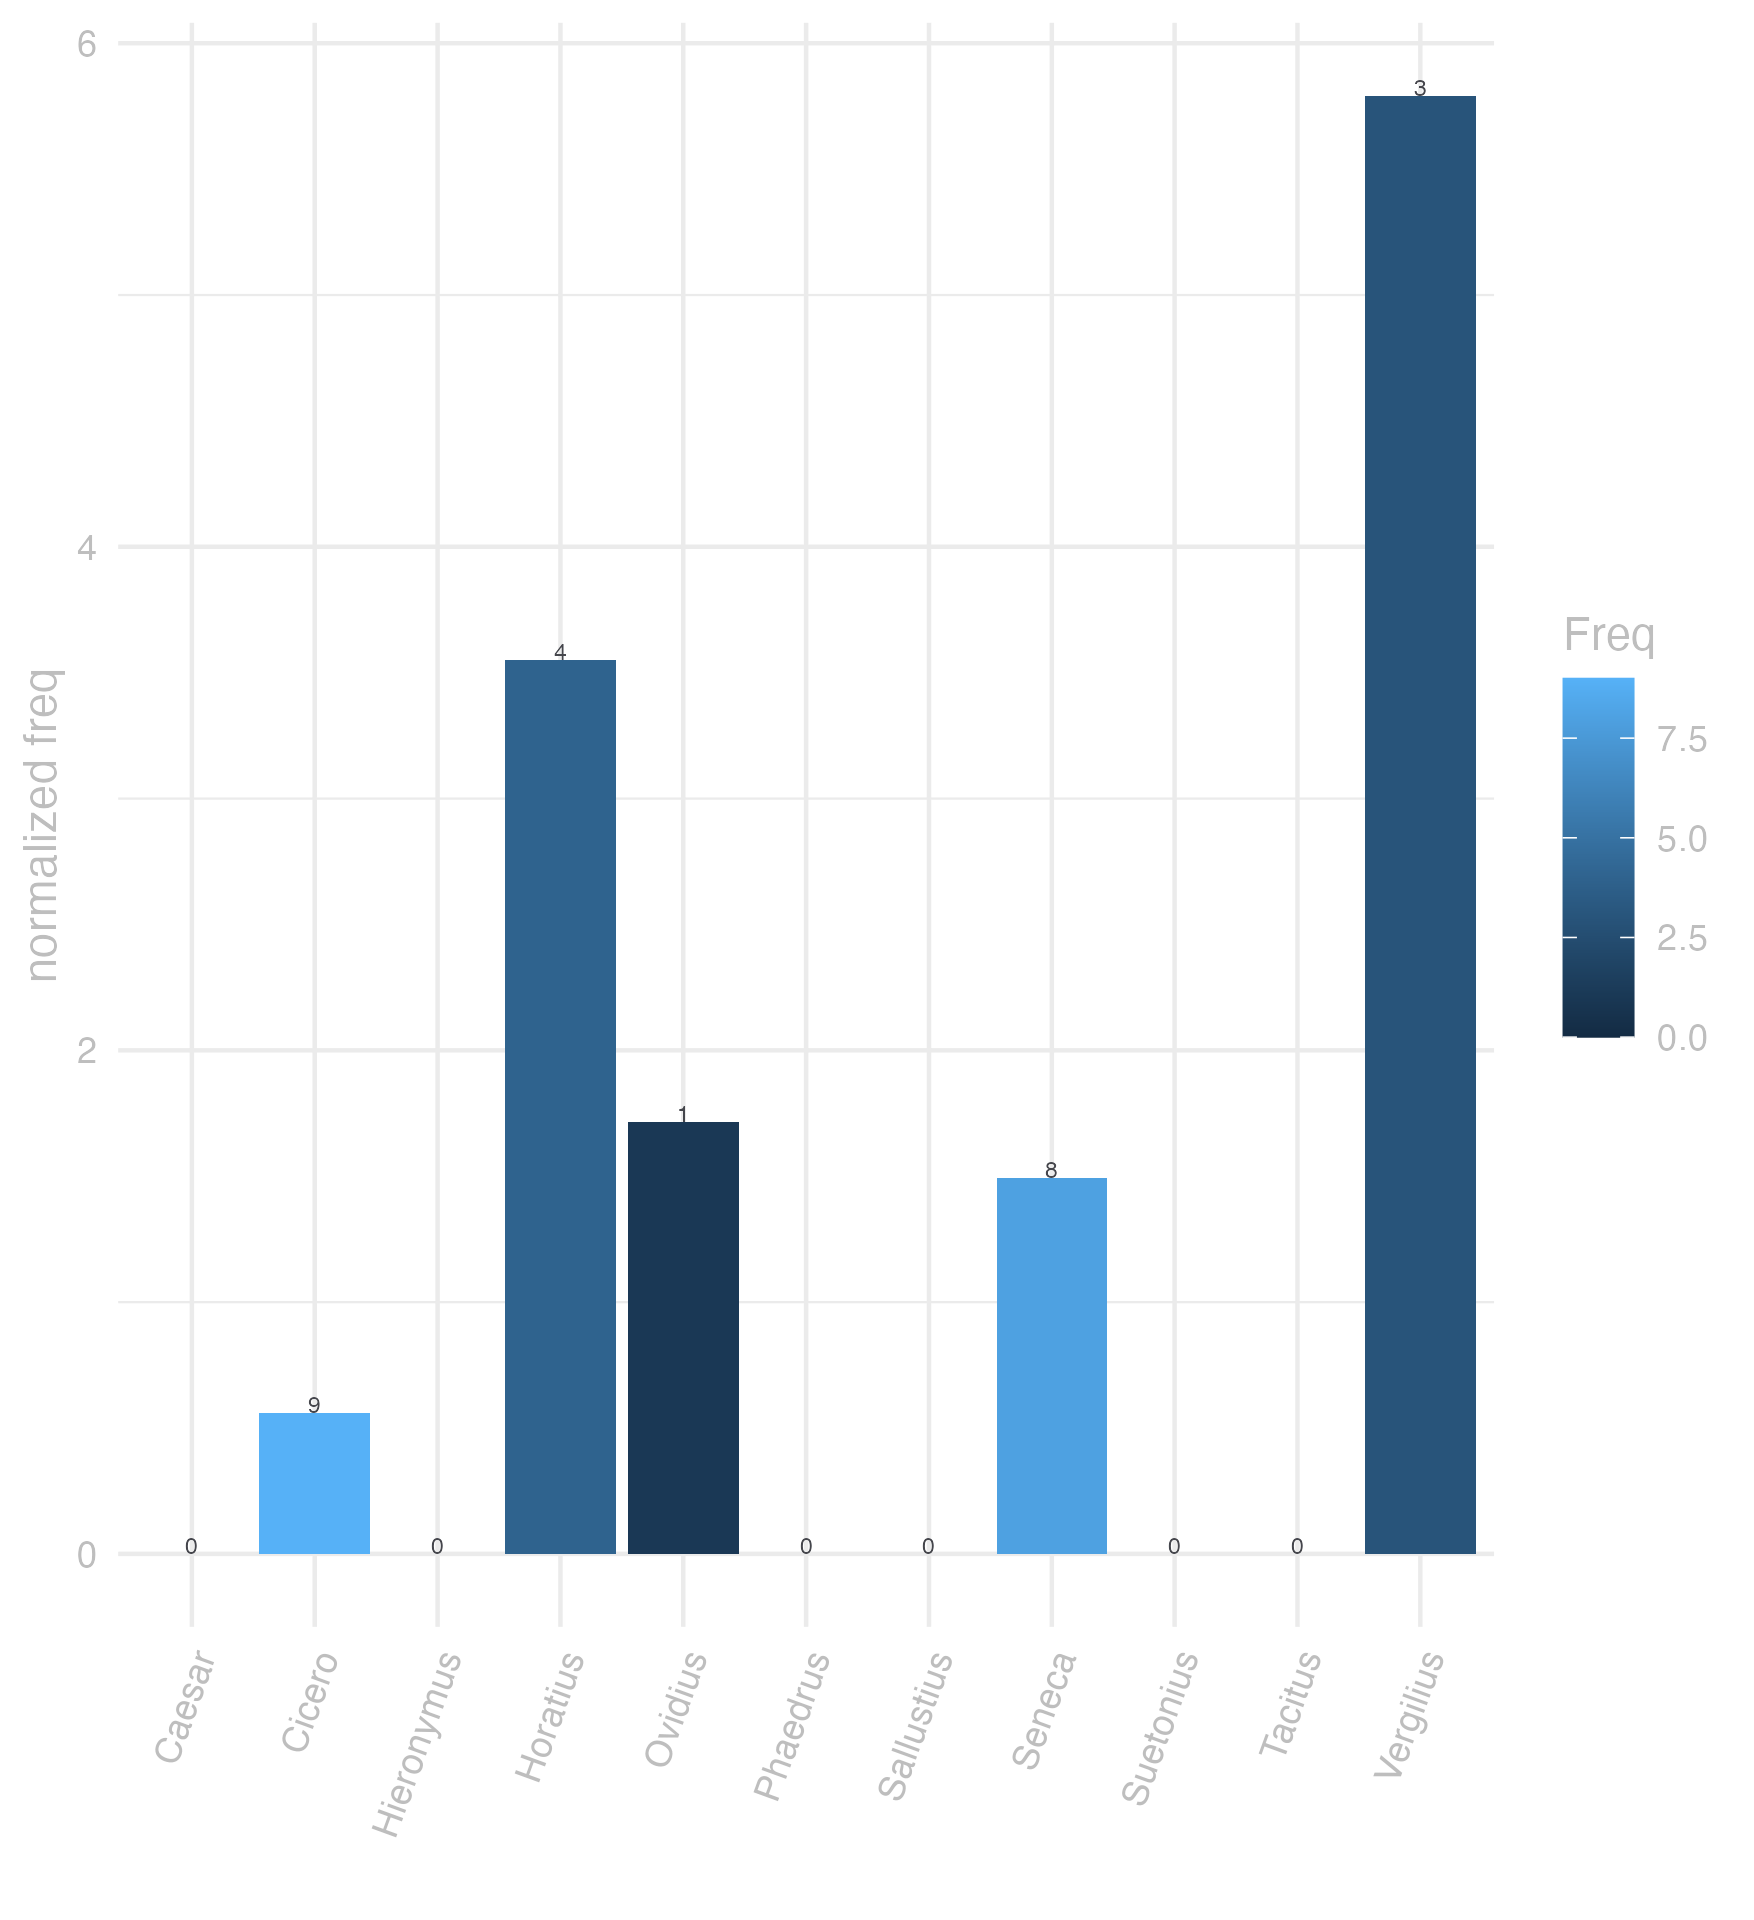 6
4
2
0
normalized freq
0
9
0
4
1
0
0
8
0
0
3
Caesar
Cicero
Hieronymus
Horatius
Ovidius
Phaedrus
Sallustius
Seneca
Suetonius
Tacitus
Vergilius
Freq
7.5
5.0
2.5
0.0